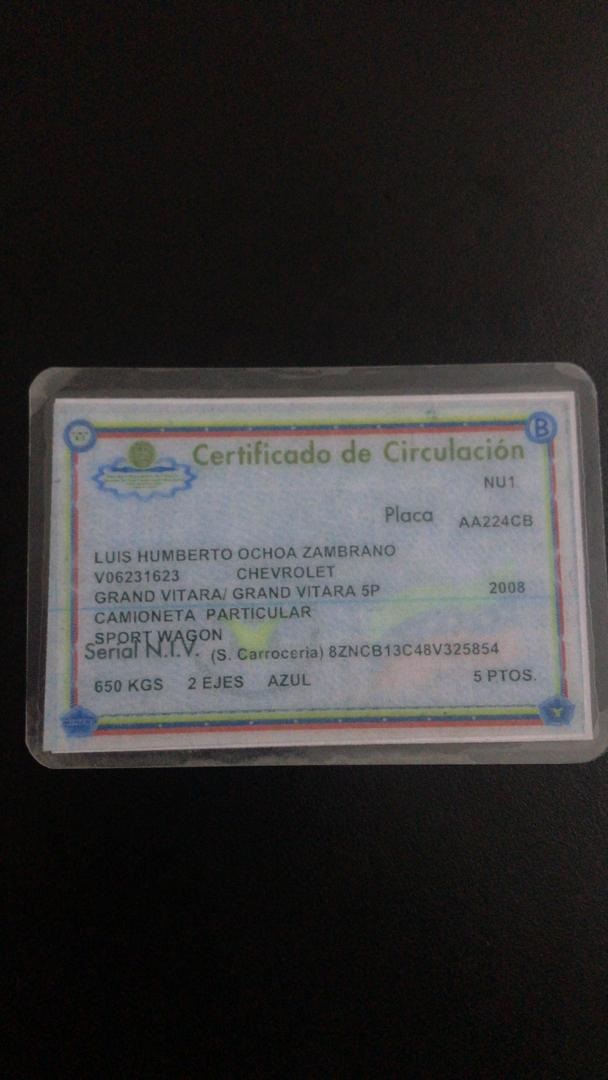 Certificado de Circulación
NU1
Placa AA224CB
LUIS HUMBERTO OCHOA ZAMBRANO
V06231623 CHEVROLET
GRAND VITARA/ GRAND VITARA 5P 2008
CAMIONETA PARTICULAR
SPORT WAGON
Serial N.I.V. (S. Carroceria) 8ZNCB13C48V325854
650 KGS 2 EJES AZUL 5 PTOS.
B